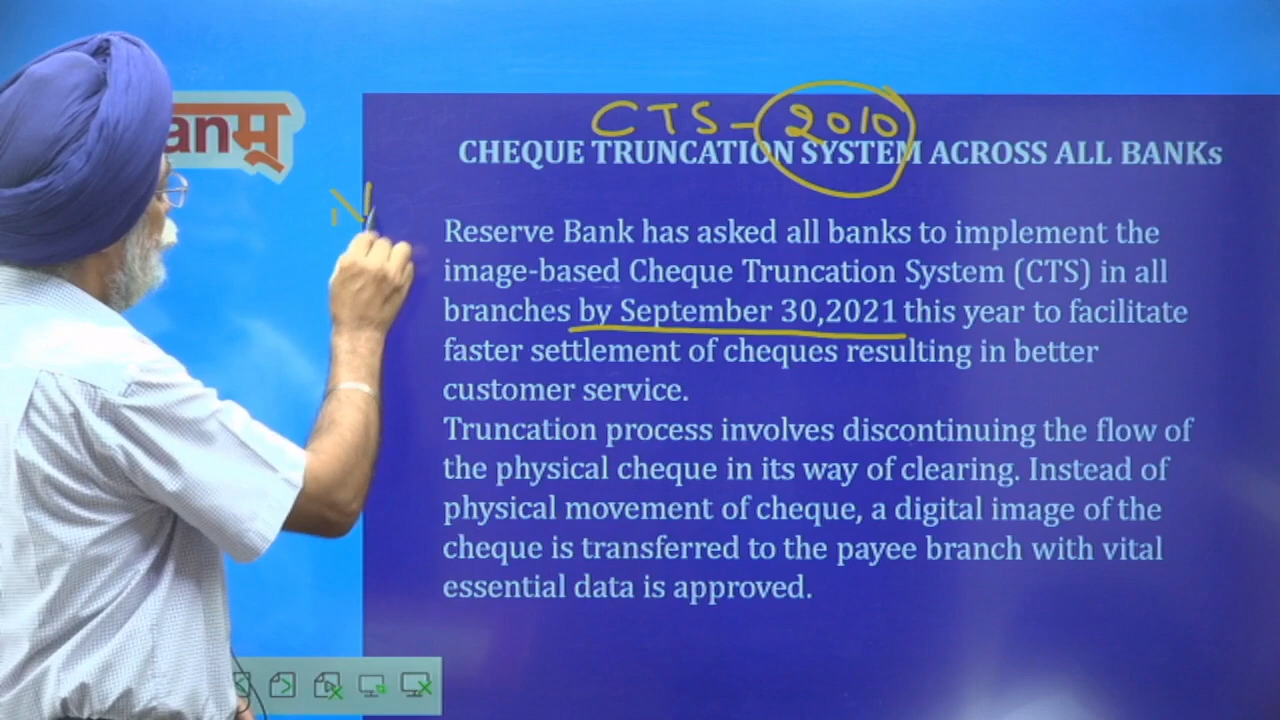 anसू
CTS - 2010
CHEQUE TRUNCATION SYSTEM ACROSS ALL BANKs
Reserve Bank has asked all banks to implement the
image-based Cheque Truncation System (CTS) in all
branches by September 30,2021 this year to facilitate
faster settlement of cheques resulting in better
customer service.
Truncation process involves discontinuing the flow of
the physical cheque in its way of clearing. Instead of
physical movement of cheque, a digital image of the
cheque is transferred to the payee branch with vital
essential data is approved.